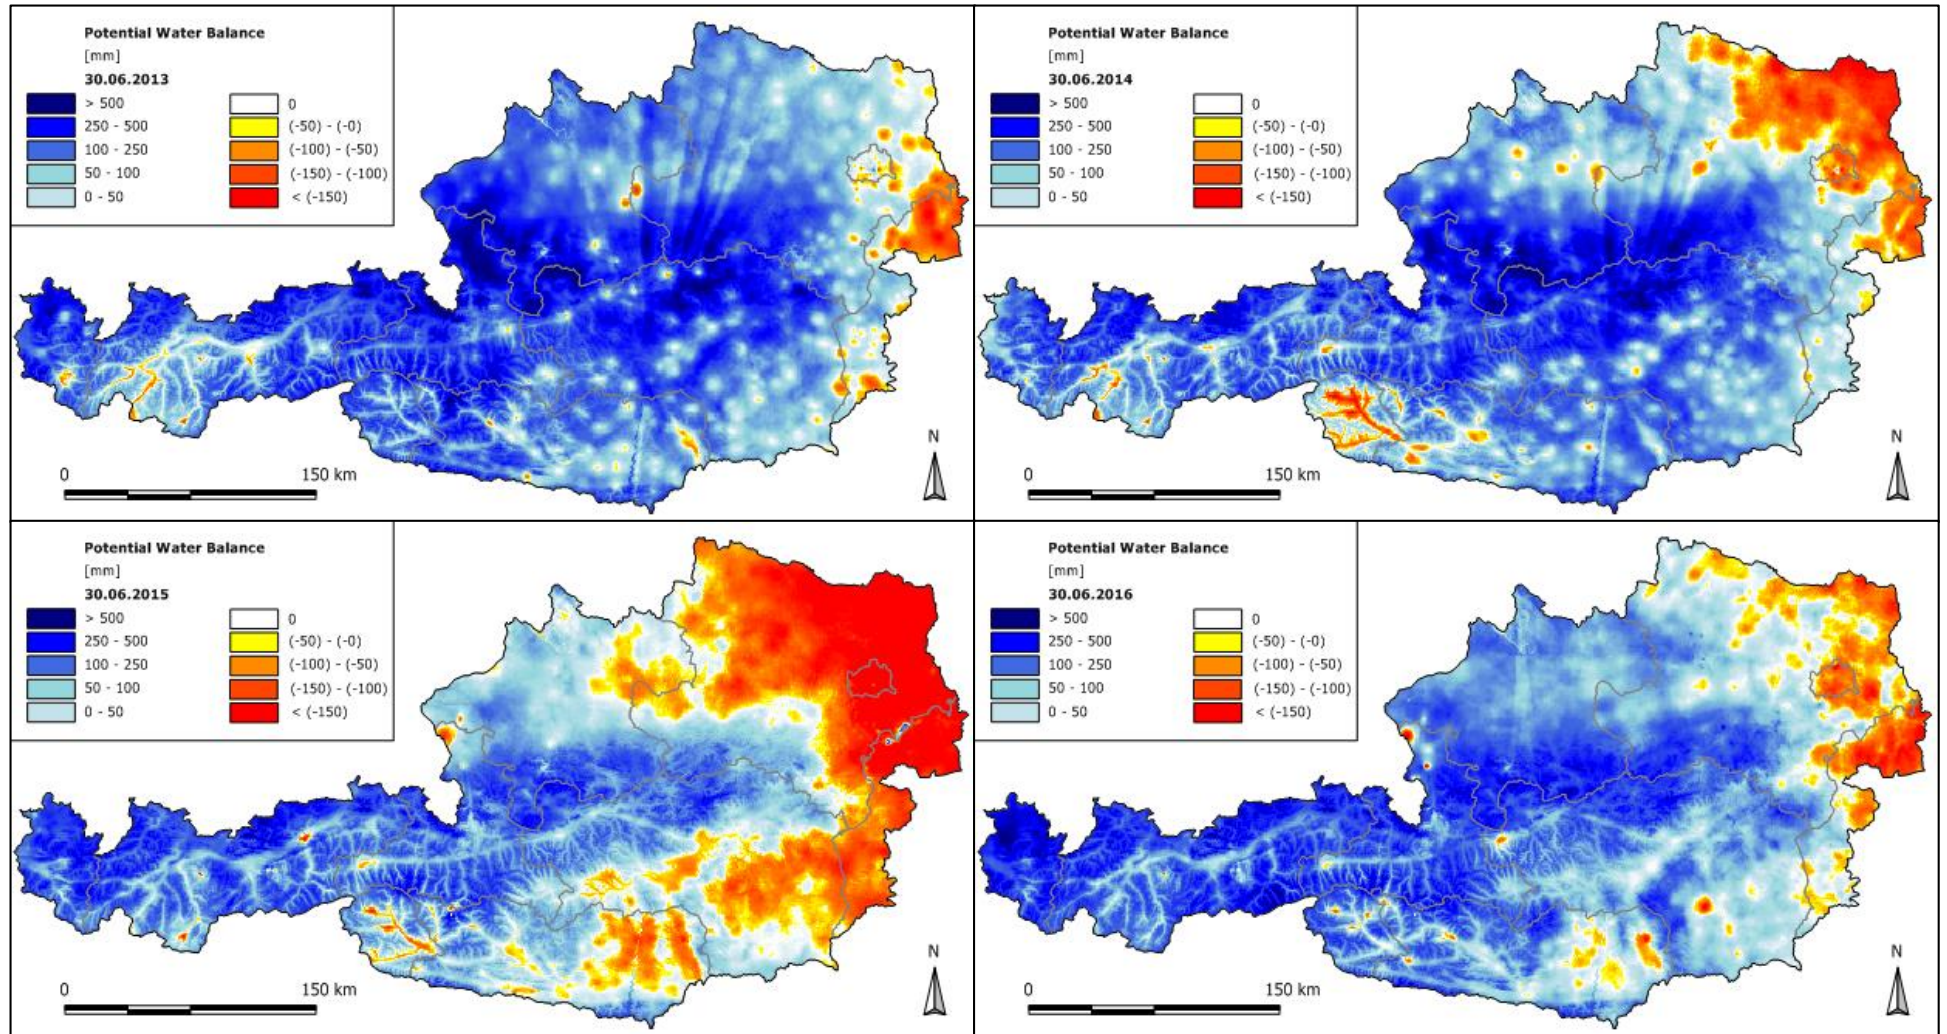 Potential Water Balance
[mm]
30.06.2013
> 500 0
250 - 500 (-50) - (-0)
100 - 250 (-100) - (-50)
50 - 100 (-150) - (-100)
0 - 50 < (-150)
N
0 150 km
Potential Water Balance
[mm]
30.06.2014
> 500 0
250 - 500 (-50) - (-0)
100 - 250 (-100) - (-50)
50 - 100 (-150) - (-100)
0 - 50 < (-150)
N
0 150 km
Potential Water Balance
[mm]
30.06.2015
> 500 0
250 - 500 (-50) - (-0)
100 - 250 (-100) - (-50)
50 - 100 (-150) - (-100)
0 - 50 < (-150)
N
0 150 km
Potential Water Balance
[mm]
30.06.2016
> 500 0
250 - 500 (-50) - (-0)
100 - 250 (-100) - (-50)
50 - 100 (-150) - (-100)
0 - 50 < (-150)
N
0 150 km